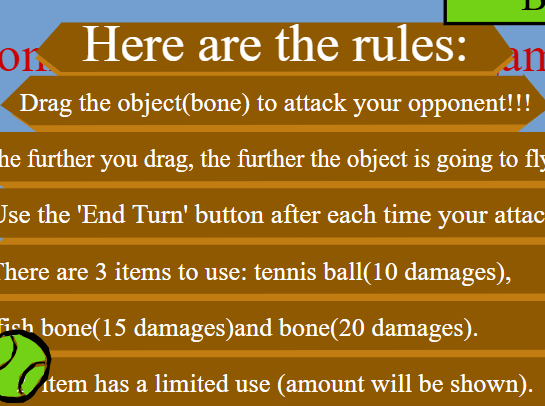 Here are the rules:
Drag the object(bone) to attack your opponent!!!
he further you drag, the further the object is going to fly
Use the 'End Turn' button after each time your attac
There are 3 items to use: tennis ball(10 damages),
fish bone(15 damages)and bone(20 damages).
item has a limited use (amount will be shown).